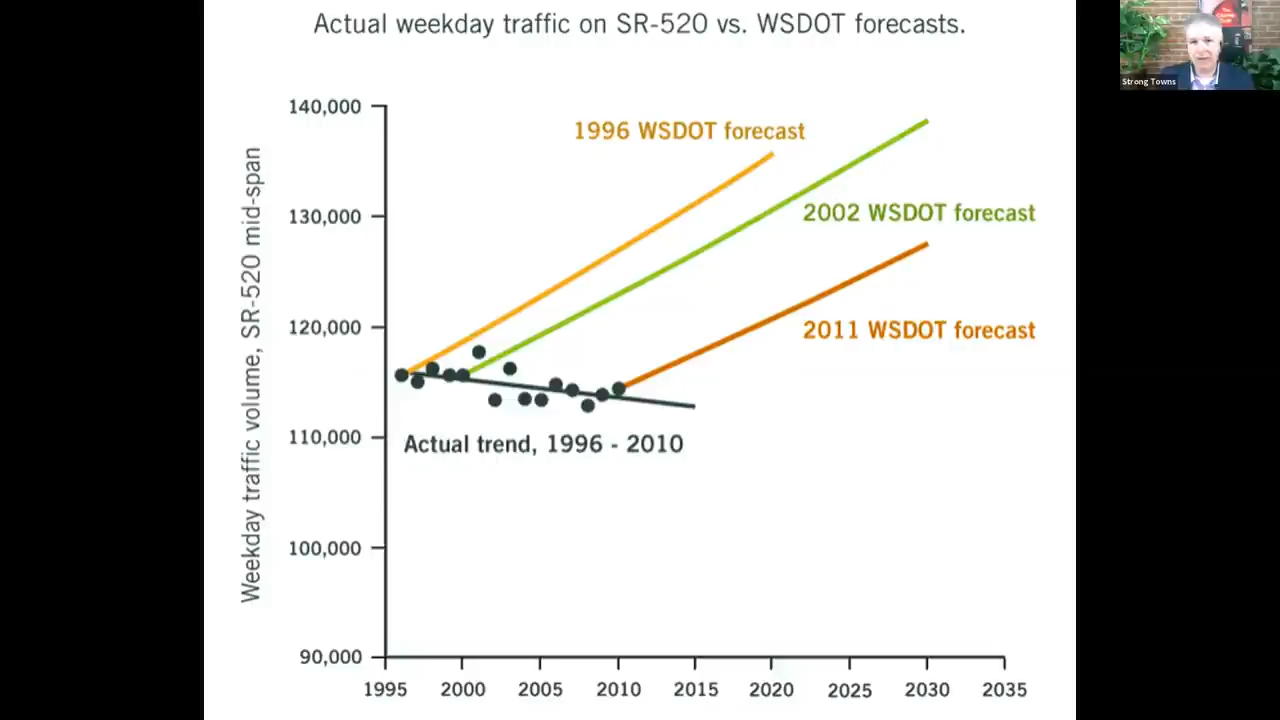 Actual weekday traffic on SR-520 vs. WSDOT forecasts.
Strong Towns
Weekday traffic volume, SR-520 mid-span
140,000
130,000
120,000
110,000
100,000
90,000
1996 WSDOT forecast
2002 WSDOT forecast
2011 WSDOT forecast
Actual trend, 1996 - 2010
1995 2000 2005 2010 2015 2020 2025 2030 2035